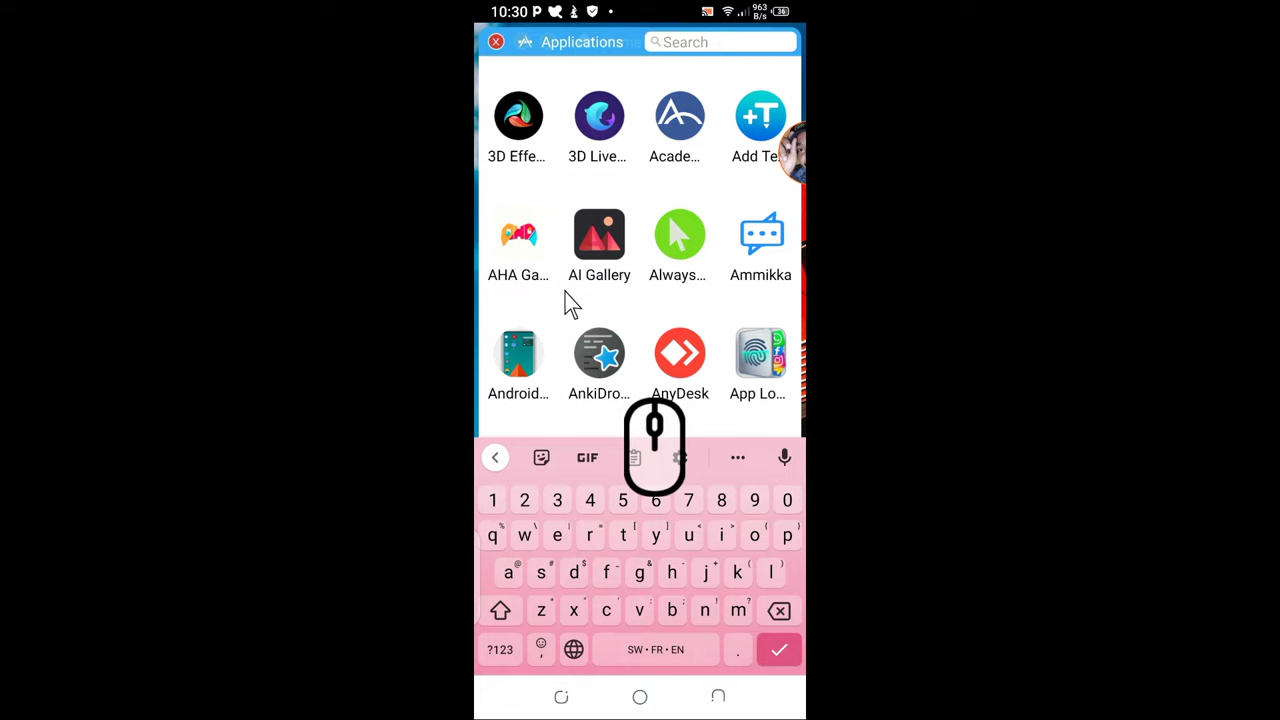 10:30 P 963 B/s 36
Applications Search
3D Effe... 3D Live... Acade... Add Te...
AHA Ga... AI Gallery Always... Ammikka
Android... AnkiDro... AnyDesk App Lo...
GIF
1 2 3 4 5 6 7 8 9 0
q w e r t y u i o p
a s d f g h j k l
z x c v b n m
?123 , SW • FR • EN .